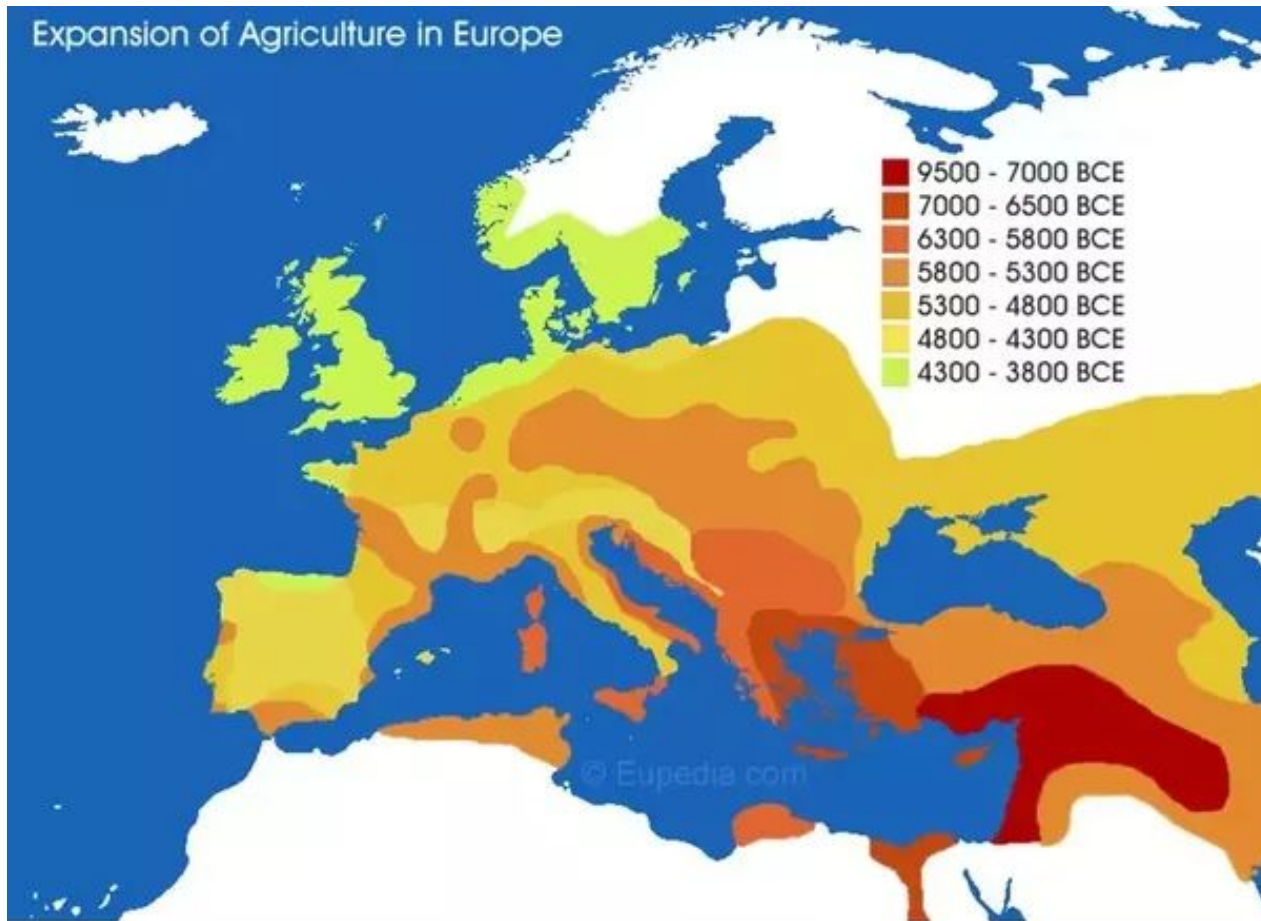 Expansion of Agriculture in Europe
9500 - 7000 BCE
7000 - 6500 BCE
6300 - 5800 BCE
5800 - 5300 BCE
5300 - 4800 BCE
4800 - 4300 BCE
4300 - 3800 BCE
© Eupedia.com